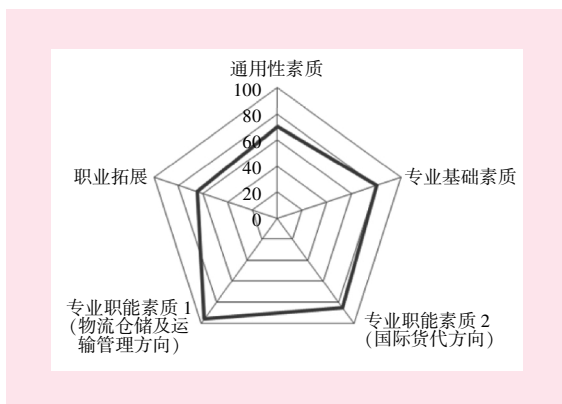 通用性素质
100
80
60
40
20
0
职业拓展
专业基础素质
专业职能素质 1
(物流仓储及运
输管理方向)
专业职能素质 2
(国际货代方向)